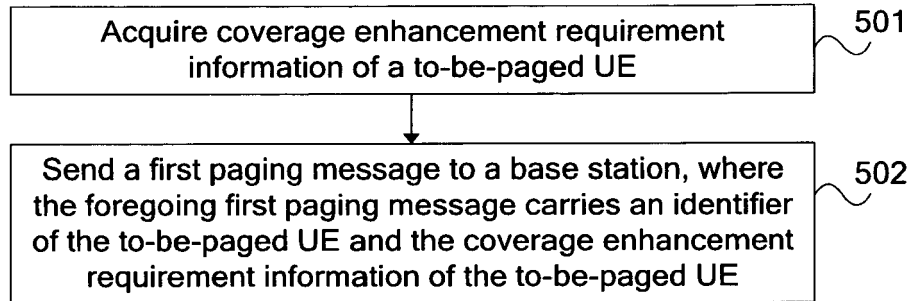 Acquire coverage enhancement requirement
information of a to-be-paged UE
501
Send a first paging message to a base station, where
the foregoing first paging message carries an identifier
of the to-be-paged UE and the coverage enhancement
requirement information of the to-be-paged UE
502